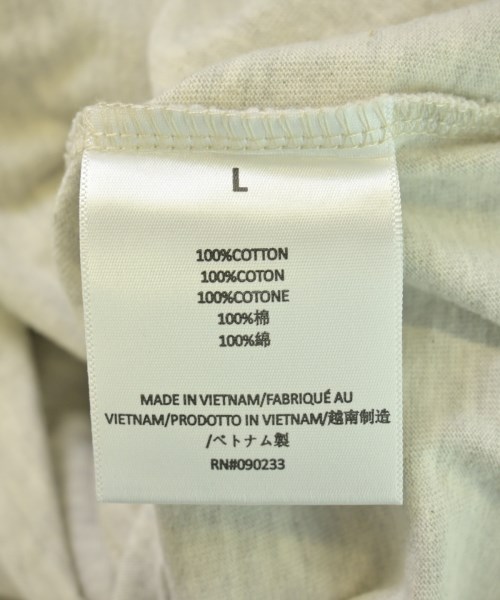 L
100%COTTON
100%COTON
100%COTONE
100%棉
100%綿
MADE IN VIETNAM/FABRIQUÉ AU
VIETNAM/PRODOTTO IN VIETNAM/越南制造
/ベトナム製
RN#090233